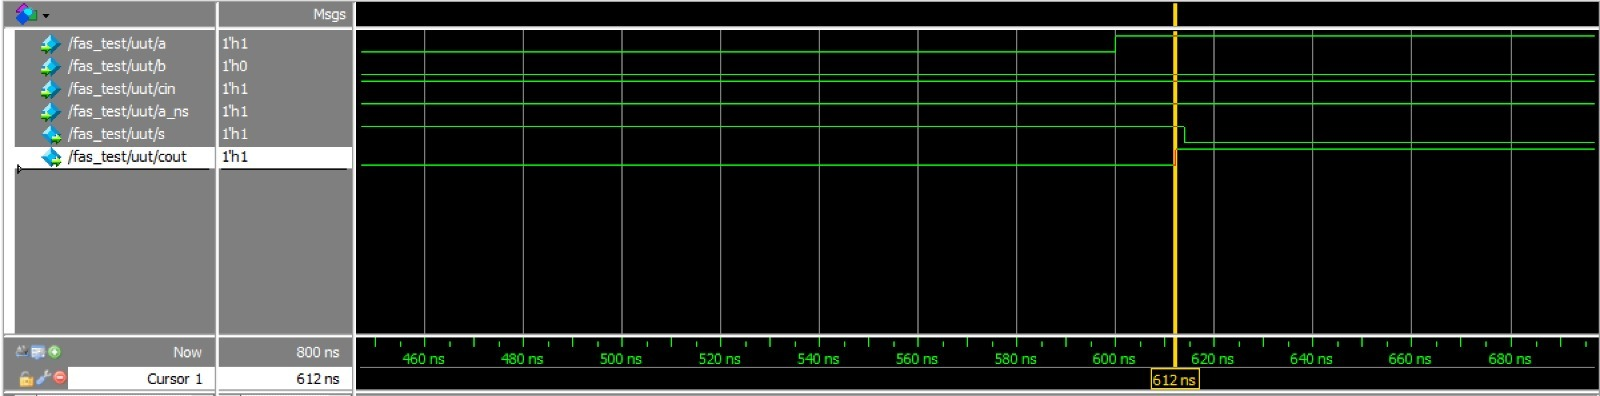 Msgs
/fas_test/uut/a 1'h1
/fas_test/uut/b 1'h0
/fas_test/uut/cin 1'h1
/fas_test/uut/a_ns 1'h1
/fas_test/uut/s 1'h1
/fas_test/uut/cout 1'h1
Now 800 ns 460 ns 480 ns 500 ns 520 ns 540 ns 560 ns 580 ns 600 ns 620 ns 640 ns 660 ns 680 ns
Cursor 1 612 ns 612 ns